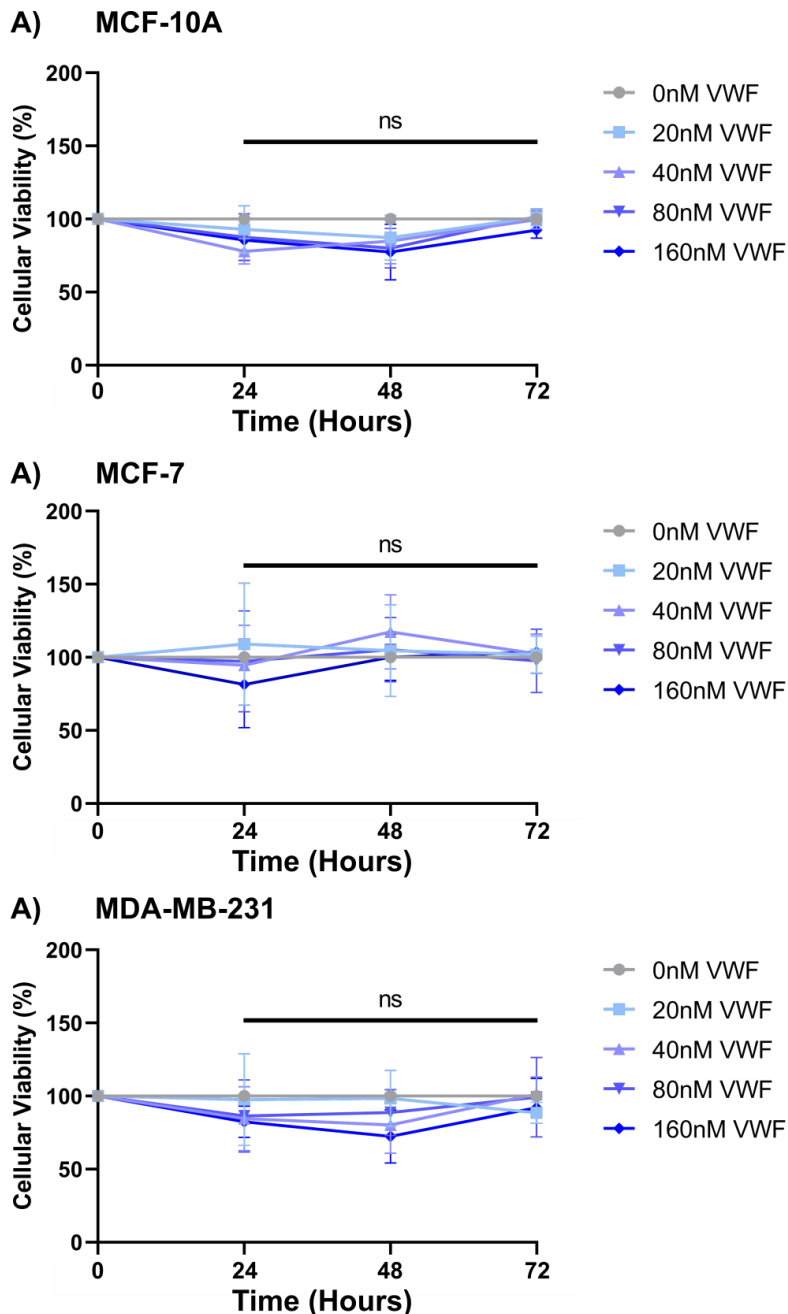 A) MCF-10A
200
150
100
50
0
Cellular Viability (%)
ns
0 24 48 72
Time (Hours)
0nM VWF
20nM VWF
40nM VWF
80nM VWF
160nM VWF
A) MCF-7
200
150
100
50
0
Cellular Viability (%)
ns
0 24 48 72
Time (Hours)
0nM VWF
20nM VWF
40nM VWF
80nM VWF
160nM VWF
A) MDA-MB-231
200
150
100
50
0
Cellular Viability (%)
ns
0 24 48 72
Time (Hours)
0nM VWF
20nM VWF
40nM VWF
80nM VWF
160nM VWF